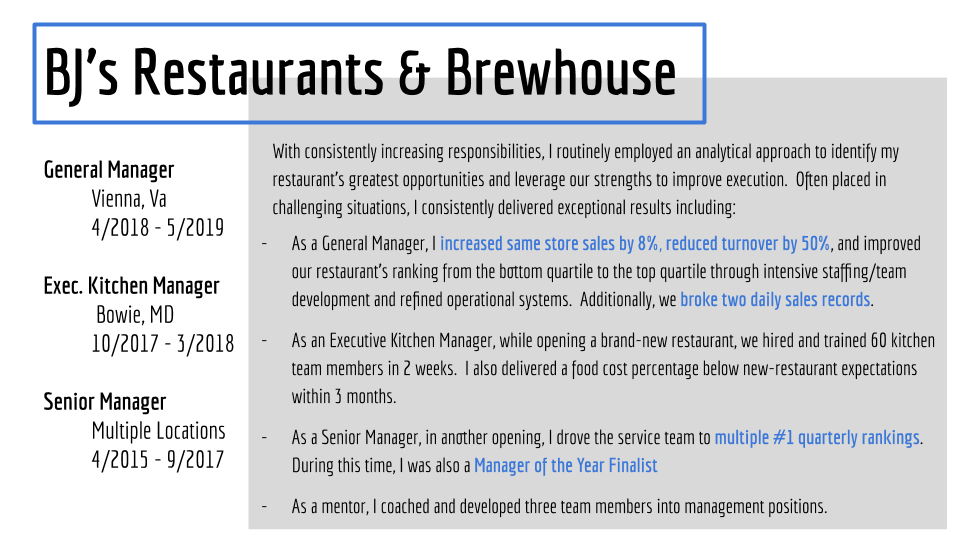 BJ's Restaurants & Brewhouse
General Manager
Vienna, Va
4/2018 - 5/2019
Exec. Kitchen Manager
Bowie, MD
10/2017 - 3/2018
Senior Manager
Multiple Locations
4/2015 - 9/2017
With consistently increasing responsibilities, I routinely employed an analytical approach to identify my
restaurant's greatest opportunities and leverage our strengths to improve execution.  Often placed in
challenging situations, I consistently delivered exceptional results including:
- As a General Manager, I increased same store sales by 8%, reduced turnover by 50%, and improved
our restaurant's ranking from the bottom quartile to the top quartile through intensive staffing/team
development and refined operational systems.  Additionally, we broke two daily sales records.
- As an Executive Kitchen Manager, while opening a brand-new restaurant, we hired and trained 60 kitchen
team members in 2 weeks.  I also delivered a food cost percentage below new-restaurant expectations
within 3 months.
- As a Senior Manager, in another opening, I drove the service team to multiple #1 quarterly rankings.
During this time, I was also a Manager of the Year Finalist
- As a mentor, I coached and developed three team members into management positions.